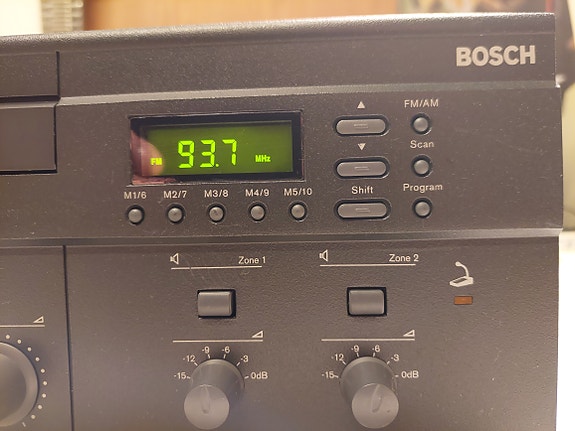 BOSCH
FM/AM
FM 93.7 MHz
Scan
M1/6 M2/7 M3/8 M4/9 M5/10
Shift
Program
Zone 1
Zone 2
-15 -12 -9 -6 -3 0dB
-15 -12 -9 -6 -3 0dB